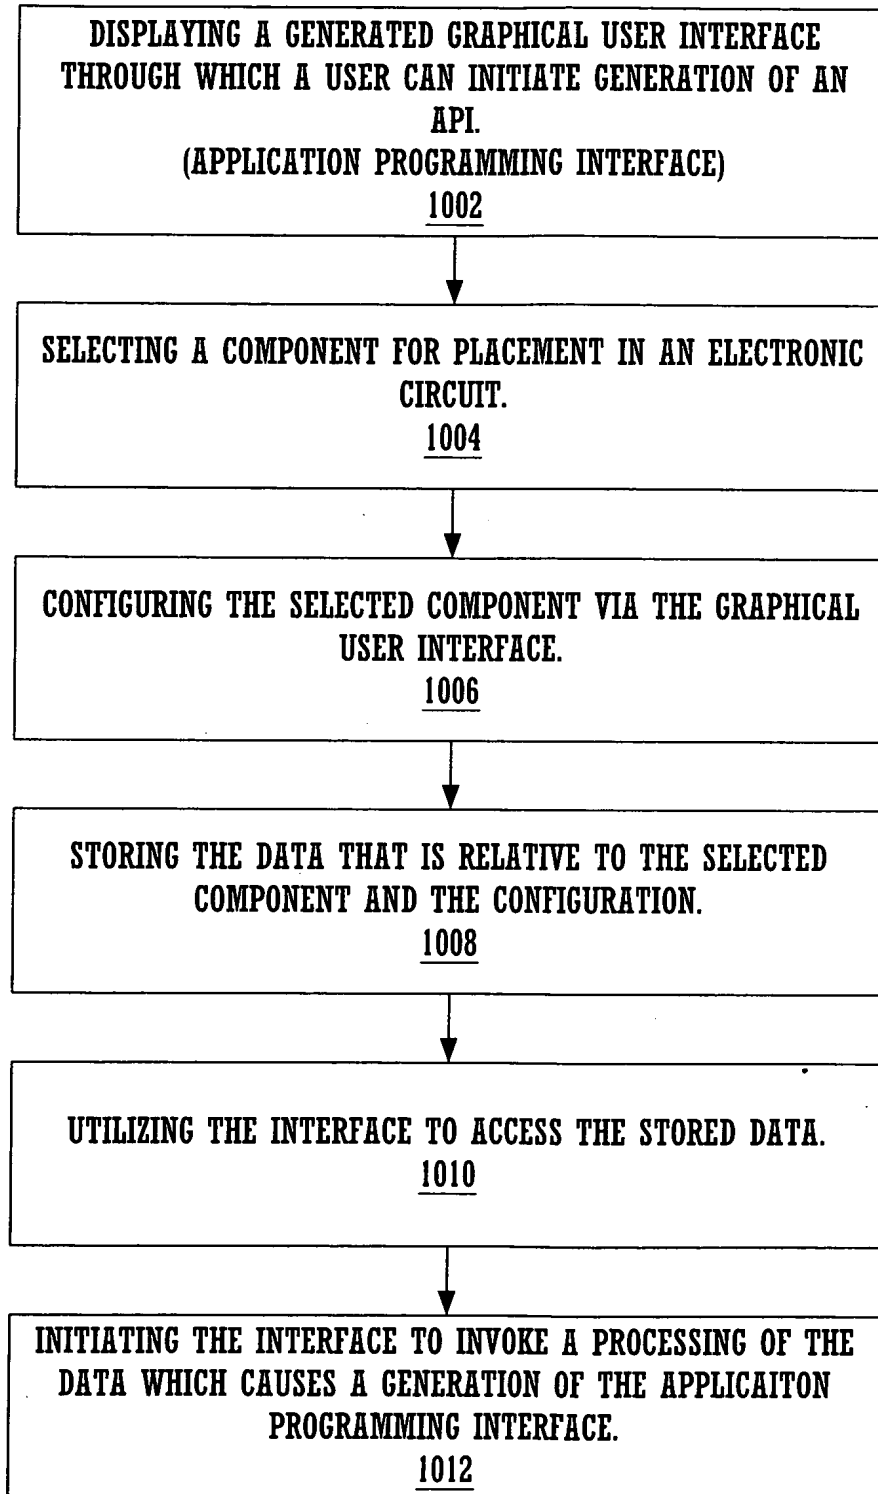 DISPLAYING A GENERATED GRAPHICAL USER INTERFACE
THROUGH WHICH A USER CAN INITIATE GENERATION OF AN
API.
(APPLICATION PROGRAMMING INTERFACE)
1002
SELECTING A COMPONENT FOR PLACEMENT IN AN ELECTRONIC
CIRCUIT.
1004
CONFIGURING THE SELECTED COMPONENT VIA THE GRAPHICAL
USER INTERFACE.
1006
STORING THE DATA THAT IS RELATIVE TO THE SELECTED
COMPONENT AND THE CONFIGURATION.
1008
UTILIZING THE INTERFACE TO ACCESS THE STORED DATA.
1010
INITIATING THE INTERFACE TO INVOKE A PROCESSING OF THE
DATA WHICH CAUSES A GENERATION OF THE APPLICAITON
PROGRAMMING INTERFACE.
1012